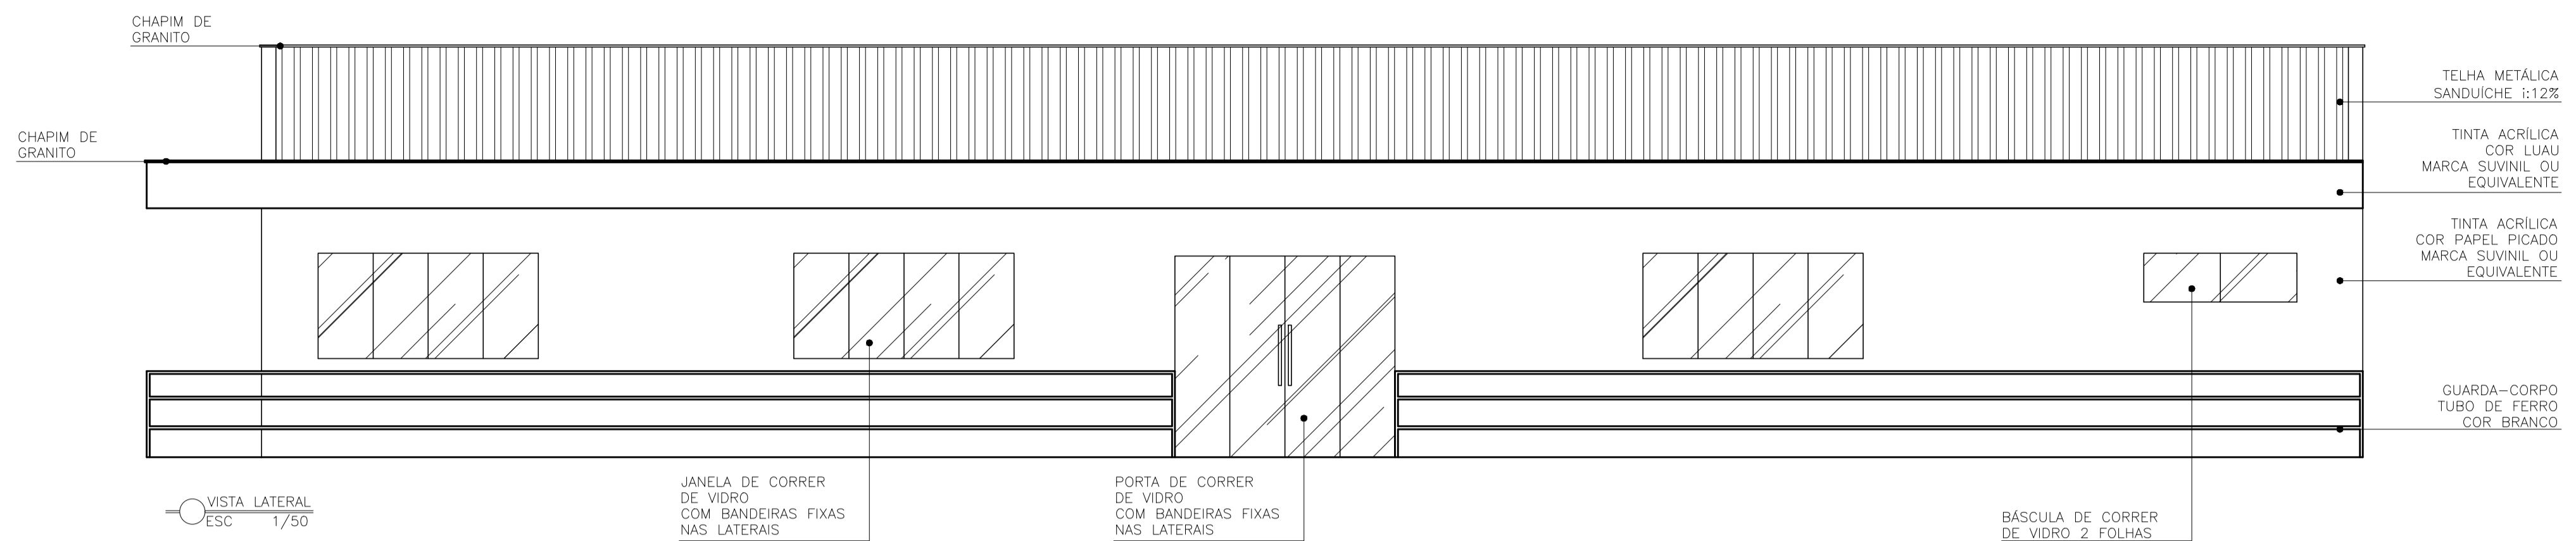 CHAPIM DE
GRANITO
CHAPIM DE
GRANITO
TELHA METÁLICA
SANDUÍCHE i:12%
TINTA ACRÍLICA
COR LUAU
MARCA SUVINIL OU
EQUIVALENTE
TINTA ACRÍLICA
COR PAPEL PICADO
MARCA SUVINIL OU
EQUIVALENTE
GUARDA-CORPO
TUBO DE FERRO
COR BRANCO
VISTA LATERAL
ESC 1/50
JANELA DE CORRER
DE VIDRO
COM BANDEIRAS FIXAS
NAS LATERAIS
PORTA DE CORRER
DE VIDRO
COM BANDEIRAS FIXAS
NAS LATERAIS
BÁSCULA DE CORRER
DE VIDRO 2 FOLHAS